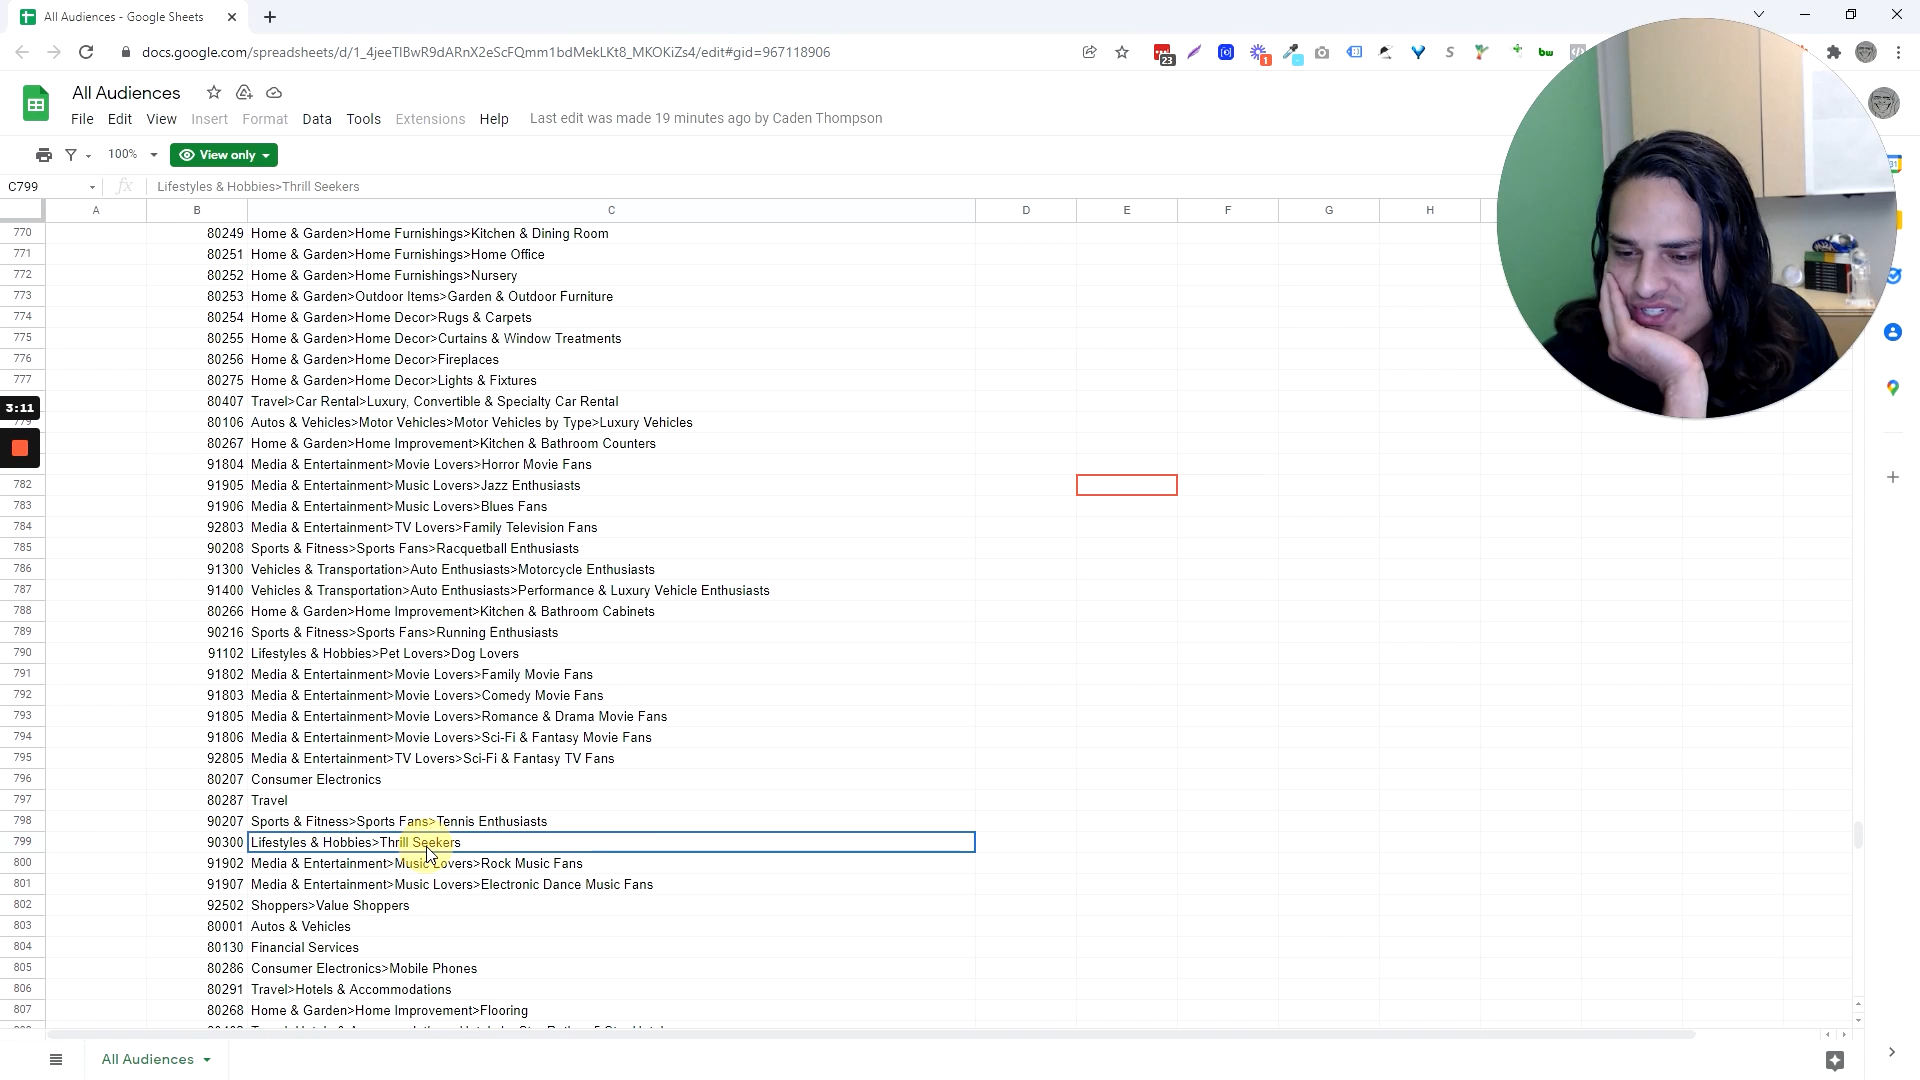 All Audiences - Google Sheets
docs.google.com/spreadsheets/d/1_4jeeTlBwR9dARnX2eScFQmm1bdMekLKt8_MKOKiZs4/edit#gid=967118906
23
1
bw
All Audiences
File Edit View Insert Format Data Tools Extensions Help Last edit was made 19 minutes ago by Caden Thompson
100% View only
C799 fx Lifestyles & Hobbies>Thrill Seekers
A B C D E F G H
770 80249 Home & Garden>Home Furnishings>Kitchen & Dining Room
771 80251 Home & Garden>Home Furnishings>Home Office
772 80252 Home & Garden>Home Furnishings>Nursery
773 80253 Home & Garden>Outdoor Items>Garden & Outdoor Furniture
774 80254 Home & Garden>Home Decor>Rugs & Carpets
775 80255 Home & Garden>Home Decor>Curtains & Window Treatments
776 80256 Home & Garden>Home Decor>Fireplaces
777 80275 Home & Garden>Home Decor>Lights & Fixtures
80407 Travel>Car Rental>Luxury, Convertible & Specialty Car Rental
3:11
779 80106 Autos & Vehicles>Motor Vehicles>Motor Vehicles by Type>Luxury Vehicles
80267 Home & Garden>Home Improvement>Kitchen & Bathroom Counters
91804 Media & Entertainment>Movie Lovers>Horror Movie Fans
782 91905 Media & Entertainment>Music Lovers>Jazz Enthusiasts
783 91906 Media & Entertainment>Music Lovers>Blues Fans
784 92803 Media & Entertainment>TV Lovers>Family Television Fans
785 90208 Sports & Fitness>Sports Fans>Racquetball Enthusiasts
786 91300 Vehicles & Transportation>Auto Enthusiasts>Motorcycle Enthusiasts
787 91400 Vehicles & Transportation>Auto Enthusiasts>Performance & Luxury Vehicle Enthusiasts
788 80266 Home & Garden>Home Improvement>Kitchen & Bathroom Cabinets
789 90216 Sports & Fitness>Sports Fans>Running Enthusiasts
790 91102 Lifestyles & Hobbies>Pet Lovers>Dog Lovers
791 91802 Media & Entertainment>Movie Lovers>Family Movie Fans
792 91803 Media & Entertainment>Movie Lovers>Comedy Movie Fans
793 91805 Media & Entertainment>Movie Lovers>Romance & Drama Movie Fans
794 91806 Media & Entertainment>Movie Lovers>Sci-Fi & Fantasy Movie Fans
795 92805 Media & Entertainment>TV Lovers>Sci-Fi & Fantasy TV Fans
796 80207 Consumer Electronics
797 80287 Travel
798 90207 Sports & Fitness>Sports Fans>Tennis Enthusiasts
799 90300 Lifestyles & Hobbies>Thrill Seekers
800 91902 Media & Entertainment>Music Lovers>Rock Music Fans
801 91907 Media & Entertainment>Music Lovers>Electronic Dance Music Fans
802 92502 Shoppers>Value Shoppers
803 80001 Autos & Vehicles
804 80130 Financial Services
805 80286 Consumer Electronics>Mobile Phones
806 80291 Travel>Hotels & Accommodations
807 80268 Home & Garden>Home Improvement>Flooring
All Audiences